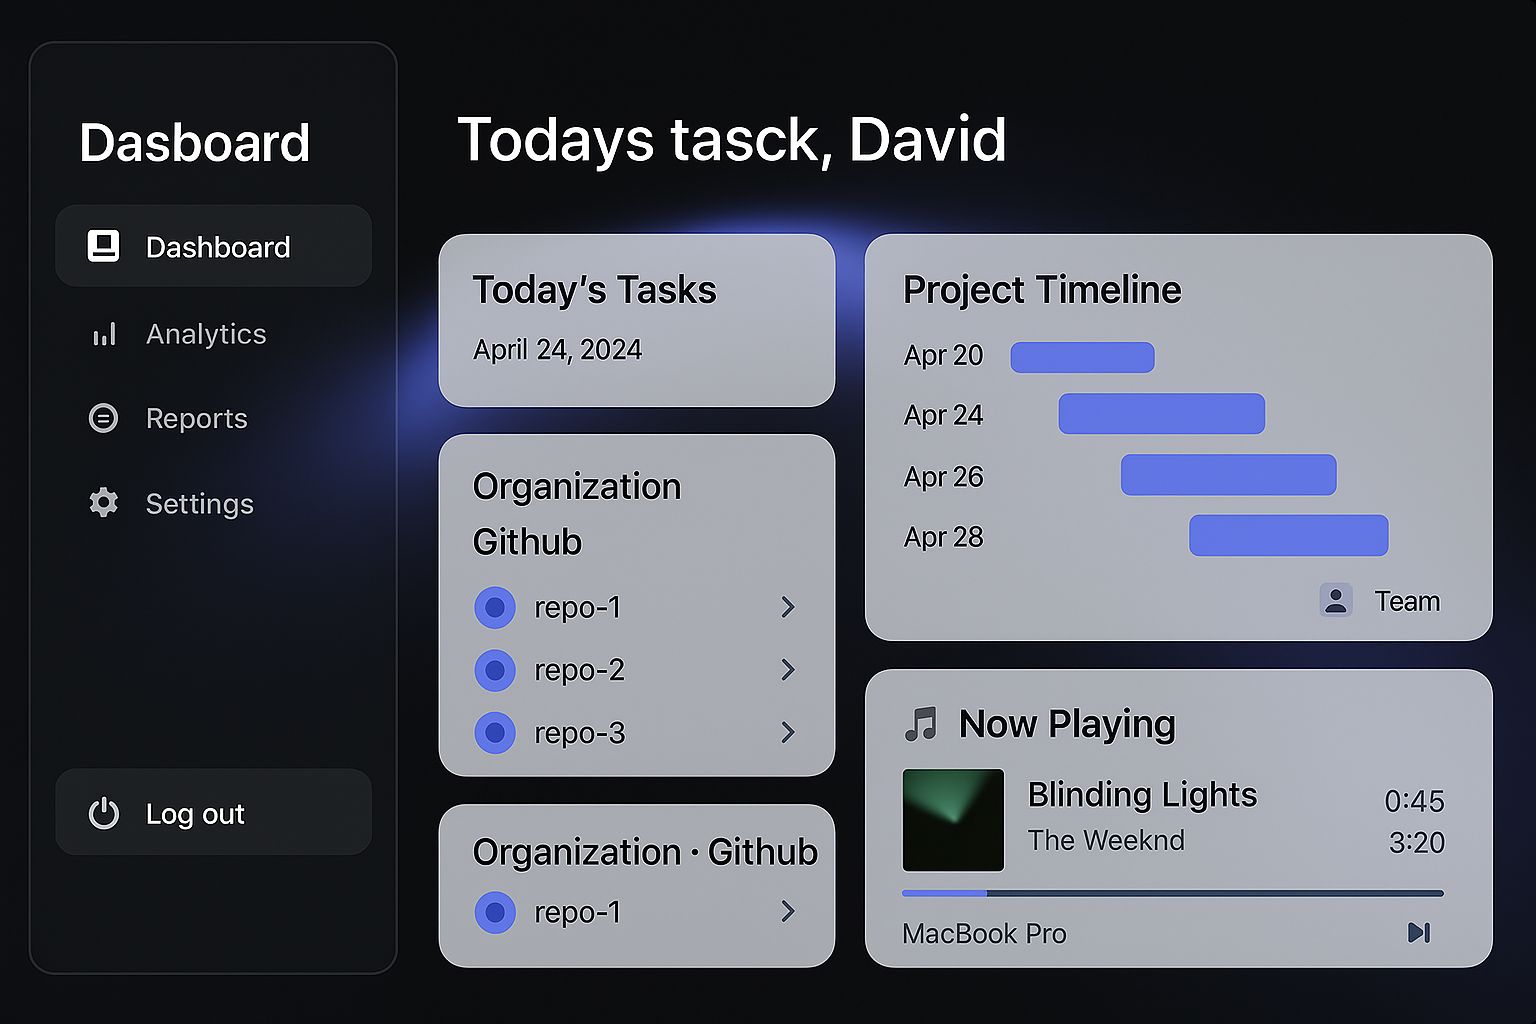 Dasboard
Dashboard
Analytics
Reports
Settings
Log out
Todays tasck, David
Today's Tasks
April 24, 2024
Organization
Github
repo-1
repo-2
repo-3
Organization · Github
repo-1
Project Timeline
Apr 20
Apr 24
Apr 26
Apr 28
Team
Now Playing
Blinding Lights
0:45
The Weeknd
3:20
MacBook Pro